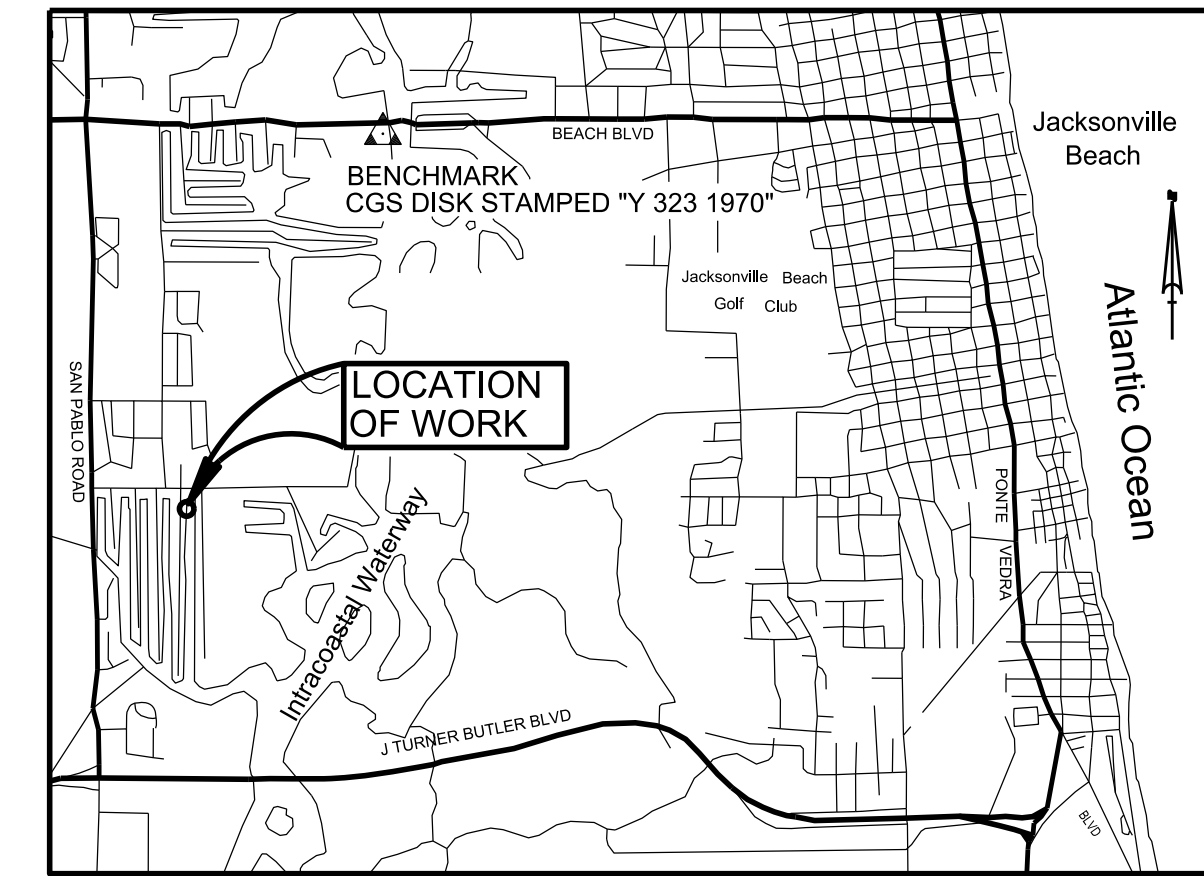 Jacksonville
Beach
BEACH BLVD
BENCHMARK
CGS DISK STAMPED "Y 323 1970"
Jacksonville Beach
Golf Club
Atlantic Ocean
SAN PABLO ROAD
LOCATION
OF WORK
PONTE VEDRA
Intracoastal Waterway
J TURNER BUTLER BLVD
BLVD